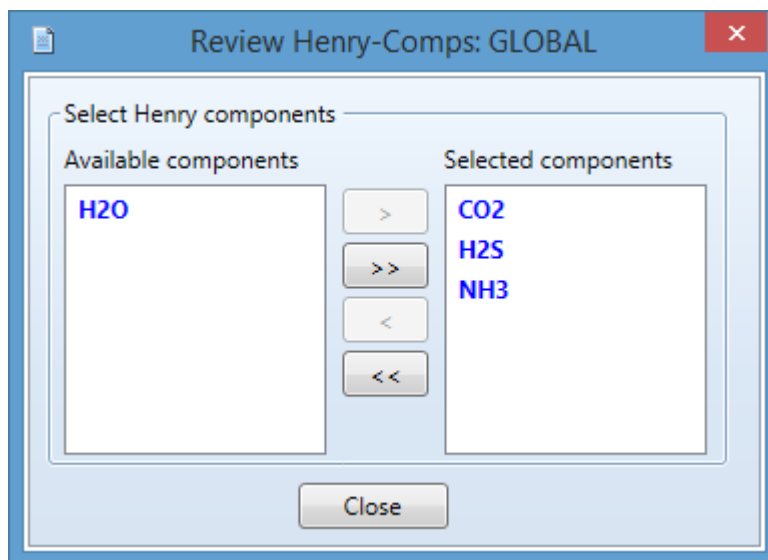 Review Henry-Comps: GLOBAL
Select Henry components
Available components
Selected components
H2O
>
>>
<
<<
CO2
H2S
NH3
Close